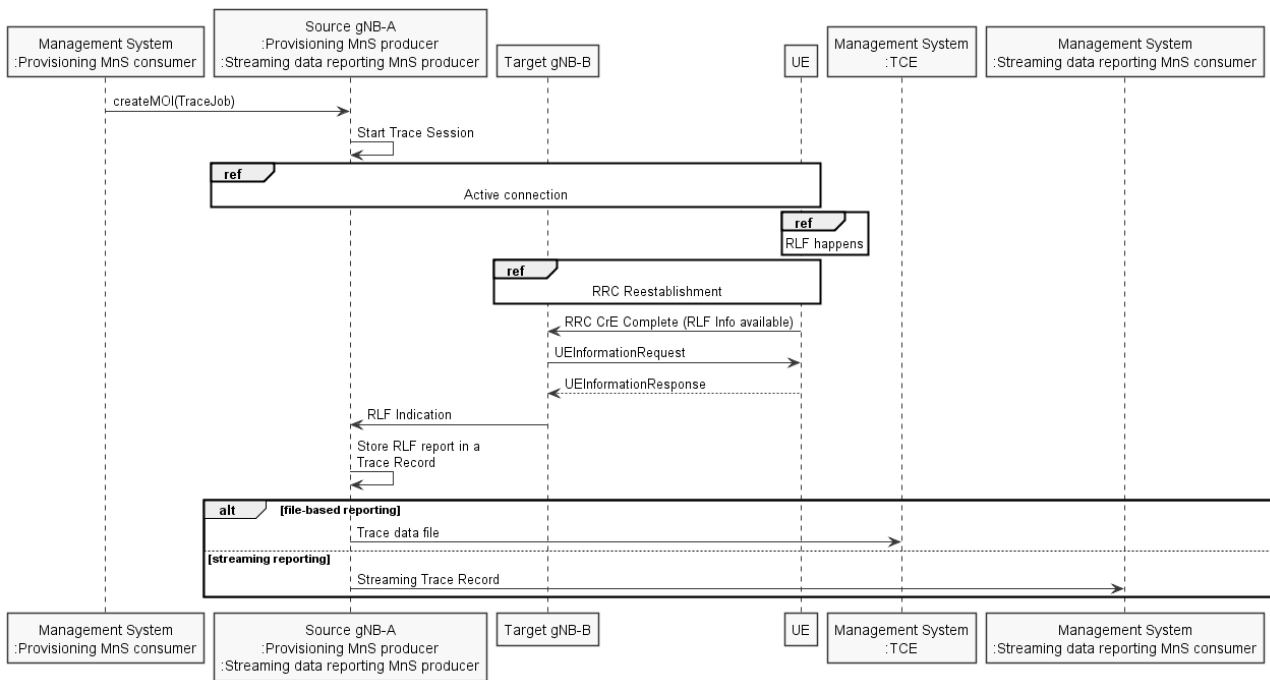 Management System
:Provisioning MnS consumer
Source gNB-A
:Provisioning MnS producer
:Streaming data reporting MnS producer
Target gNB-B
UE
Management System
:TCE
Management System
:Streaming data reporting MnS consumer
createMOI(TraceJob)
Start Trace Session
ref
Active connection
ref
RLF happens
ref
RRC Reestablishment
RRC CrE Complete (RLF Info available)
UEInformationRequest
UEInformationResponse
RLF Indication
Store RLF report in a
Trace Record
alt [file-based reporting]
Trace data file
[streaming reporting]
Streaming Trace Record
Management System
:Provisioning MnS consumer
Source gNB-A
:Provisioning MnS producer
:Streaming data reporting MnS producer
Target gNB-B
UE
Management System
:TCE
Management System
:Streaming data reporting MnS consumer